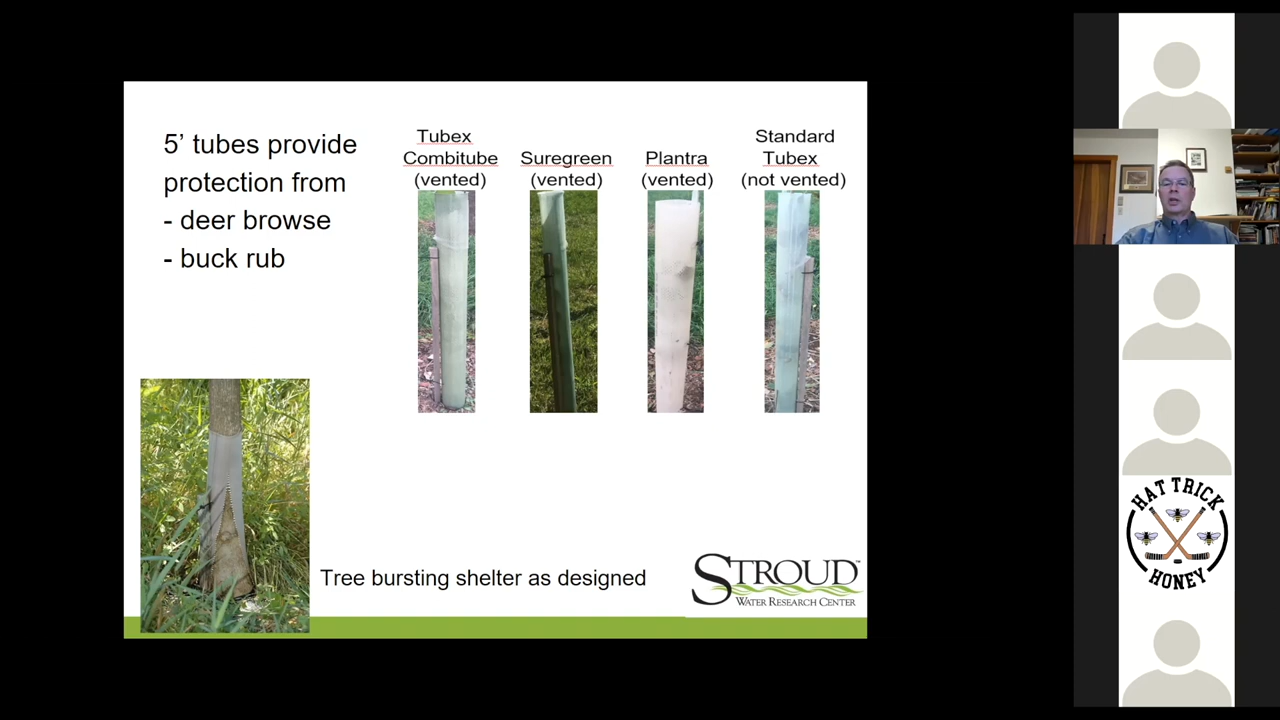 5’ tubes provide
protection from
- deer browse
- buck rub
Tubex
Combitube
(vented)
Suregreen
(vented)
Plantra
(vented)
Standard
Tubex
(not vented)
Tree bursting shelter as designed
STROUD™
WATER RESEARCH CENTER
HAT TRICK
HONEY